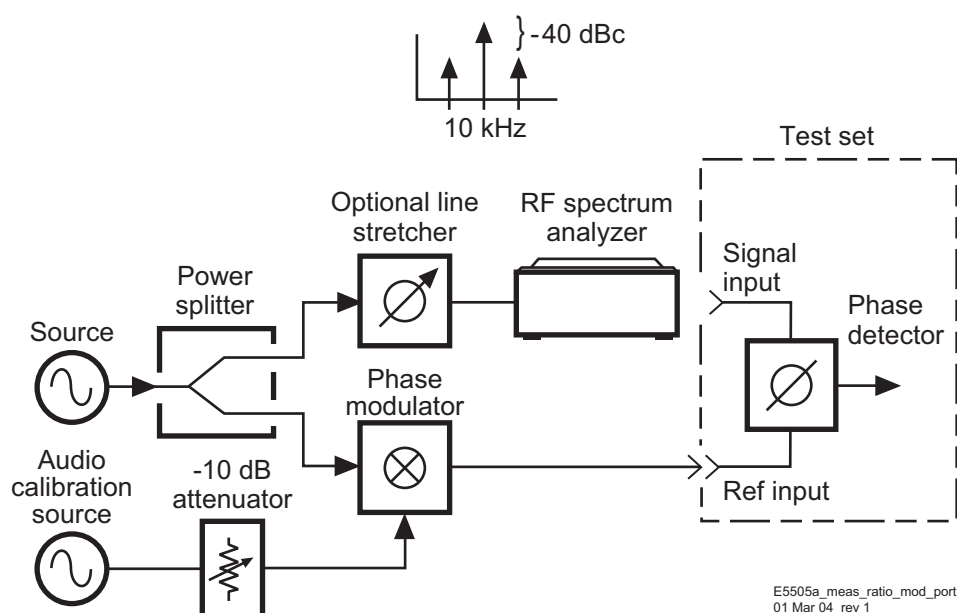 } -40 dBc
10 kHz
Test set
Optional line
stretcher
RF spectrum
analyzer
Signal
input
Power
splitter
Phase
detector
Source
Phase
modulator
Audio
calibration
source
-10 dB
attenuator
Ref input
E5505a_meas_ratio_mod_port
01 Mar 04 rev 1